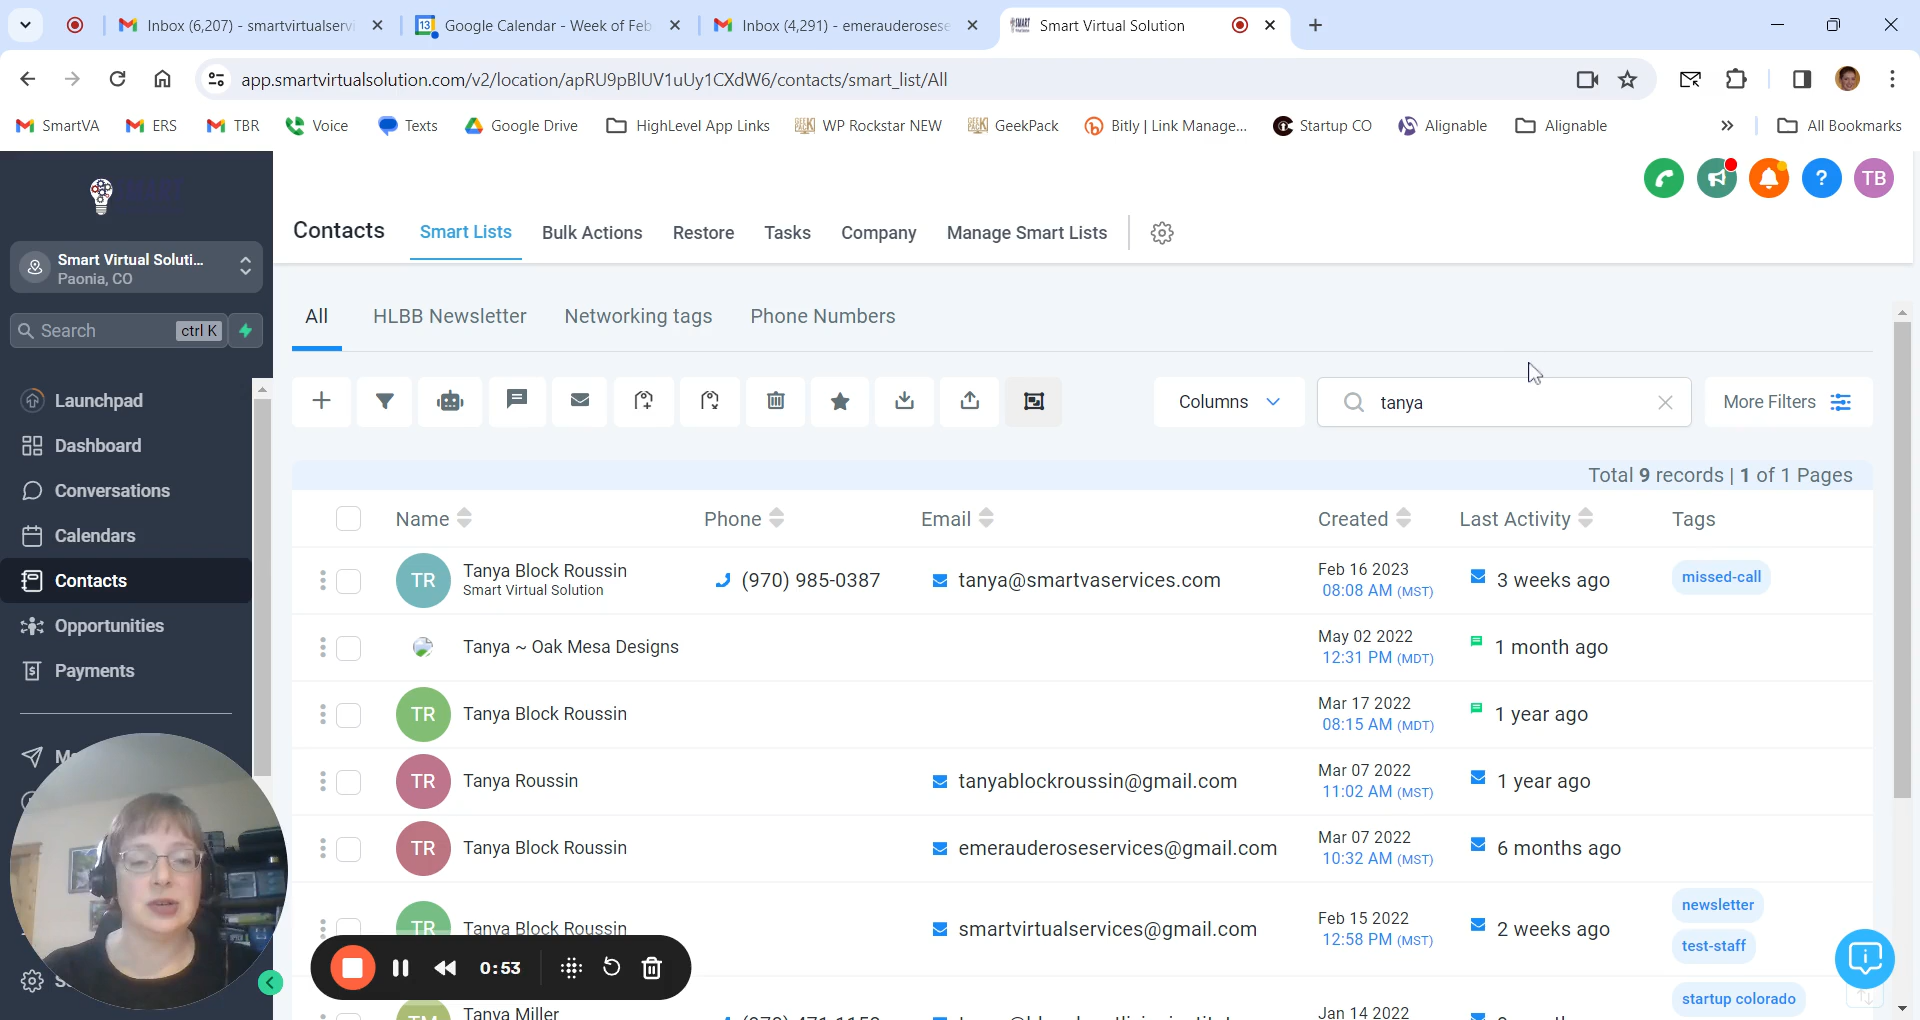 Inbox (6,207) - smartvirtualservi
Google Calendar - Week of Feb
Inbox (4,291) - emerauderosese
Smart Virtual Solution
app.smartvirtualsolution.com/v2/location/apRU9pBlUV1uUy1CXdW6/contacts/smart_list/All
SmartVA
ERS
TBR
Voice
Texts
Google Drive
HighLevel App Links
WP Rockstar NEW
GeekPack
Bitly | Link Manage...
Startup CO
Alignable
Alignable
All Bookmarks
TB
Smart Virtual Soluti...
Paonia, CO
Search
ctrl K
Launchpad
Dashboard
Conversations
Calendars
Contacts
Opportunities
Payments
Contacts
Smart Lists
Bulk Actions
Restore
Tasks
Company
Manage Smart Lists
All
HLBB Newsletter
Networking tags
Phone Numbers
Columns
tanya
More Filters
Total 9 records | 1 of 1 Pages
Name
Phone
Email
Created
Last Activity
Tags
TR
Tanya Block Roussin
Smart Virtual Solution
(970) 985-0387
tanya@smartvaservices.com
Feb 16 2023
08:08 AM (MST)
3 weeks ago
missed-call
Tanya ~ Oak Mesa Designs
May 02 2022
12:31 PM (MDT)
1 month ago
TR
Tanya Block Roussin
Mar 17 2022
08:15 AM (MDT)
1 year ago
TR
Tanya Roussin
tanyablockroussin@gmail.com
Mar 07 2022
11:02 AM (MST)
1 year ago
TR
Tanya Block Roussin
emerauderoseservices@gmail.com
Mar 07 2022
10:32 AM (MST)
6 months ago
TR
Tanya Block Roussin
smartvirtualservices@gmail.com
Feb 15 2022
12:58 PM (MST)
2 weeks ago
newsletter
test-staff
0:53
Tanya Miller
Jan 14 2022
startup colorado